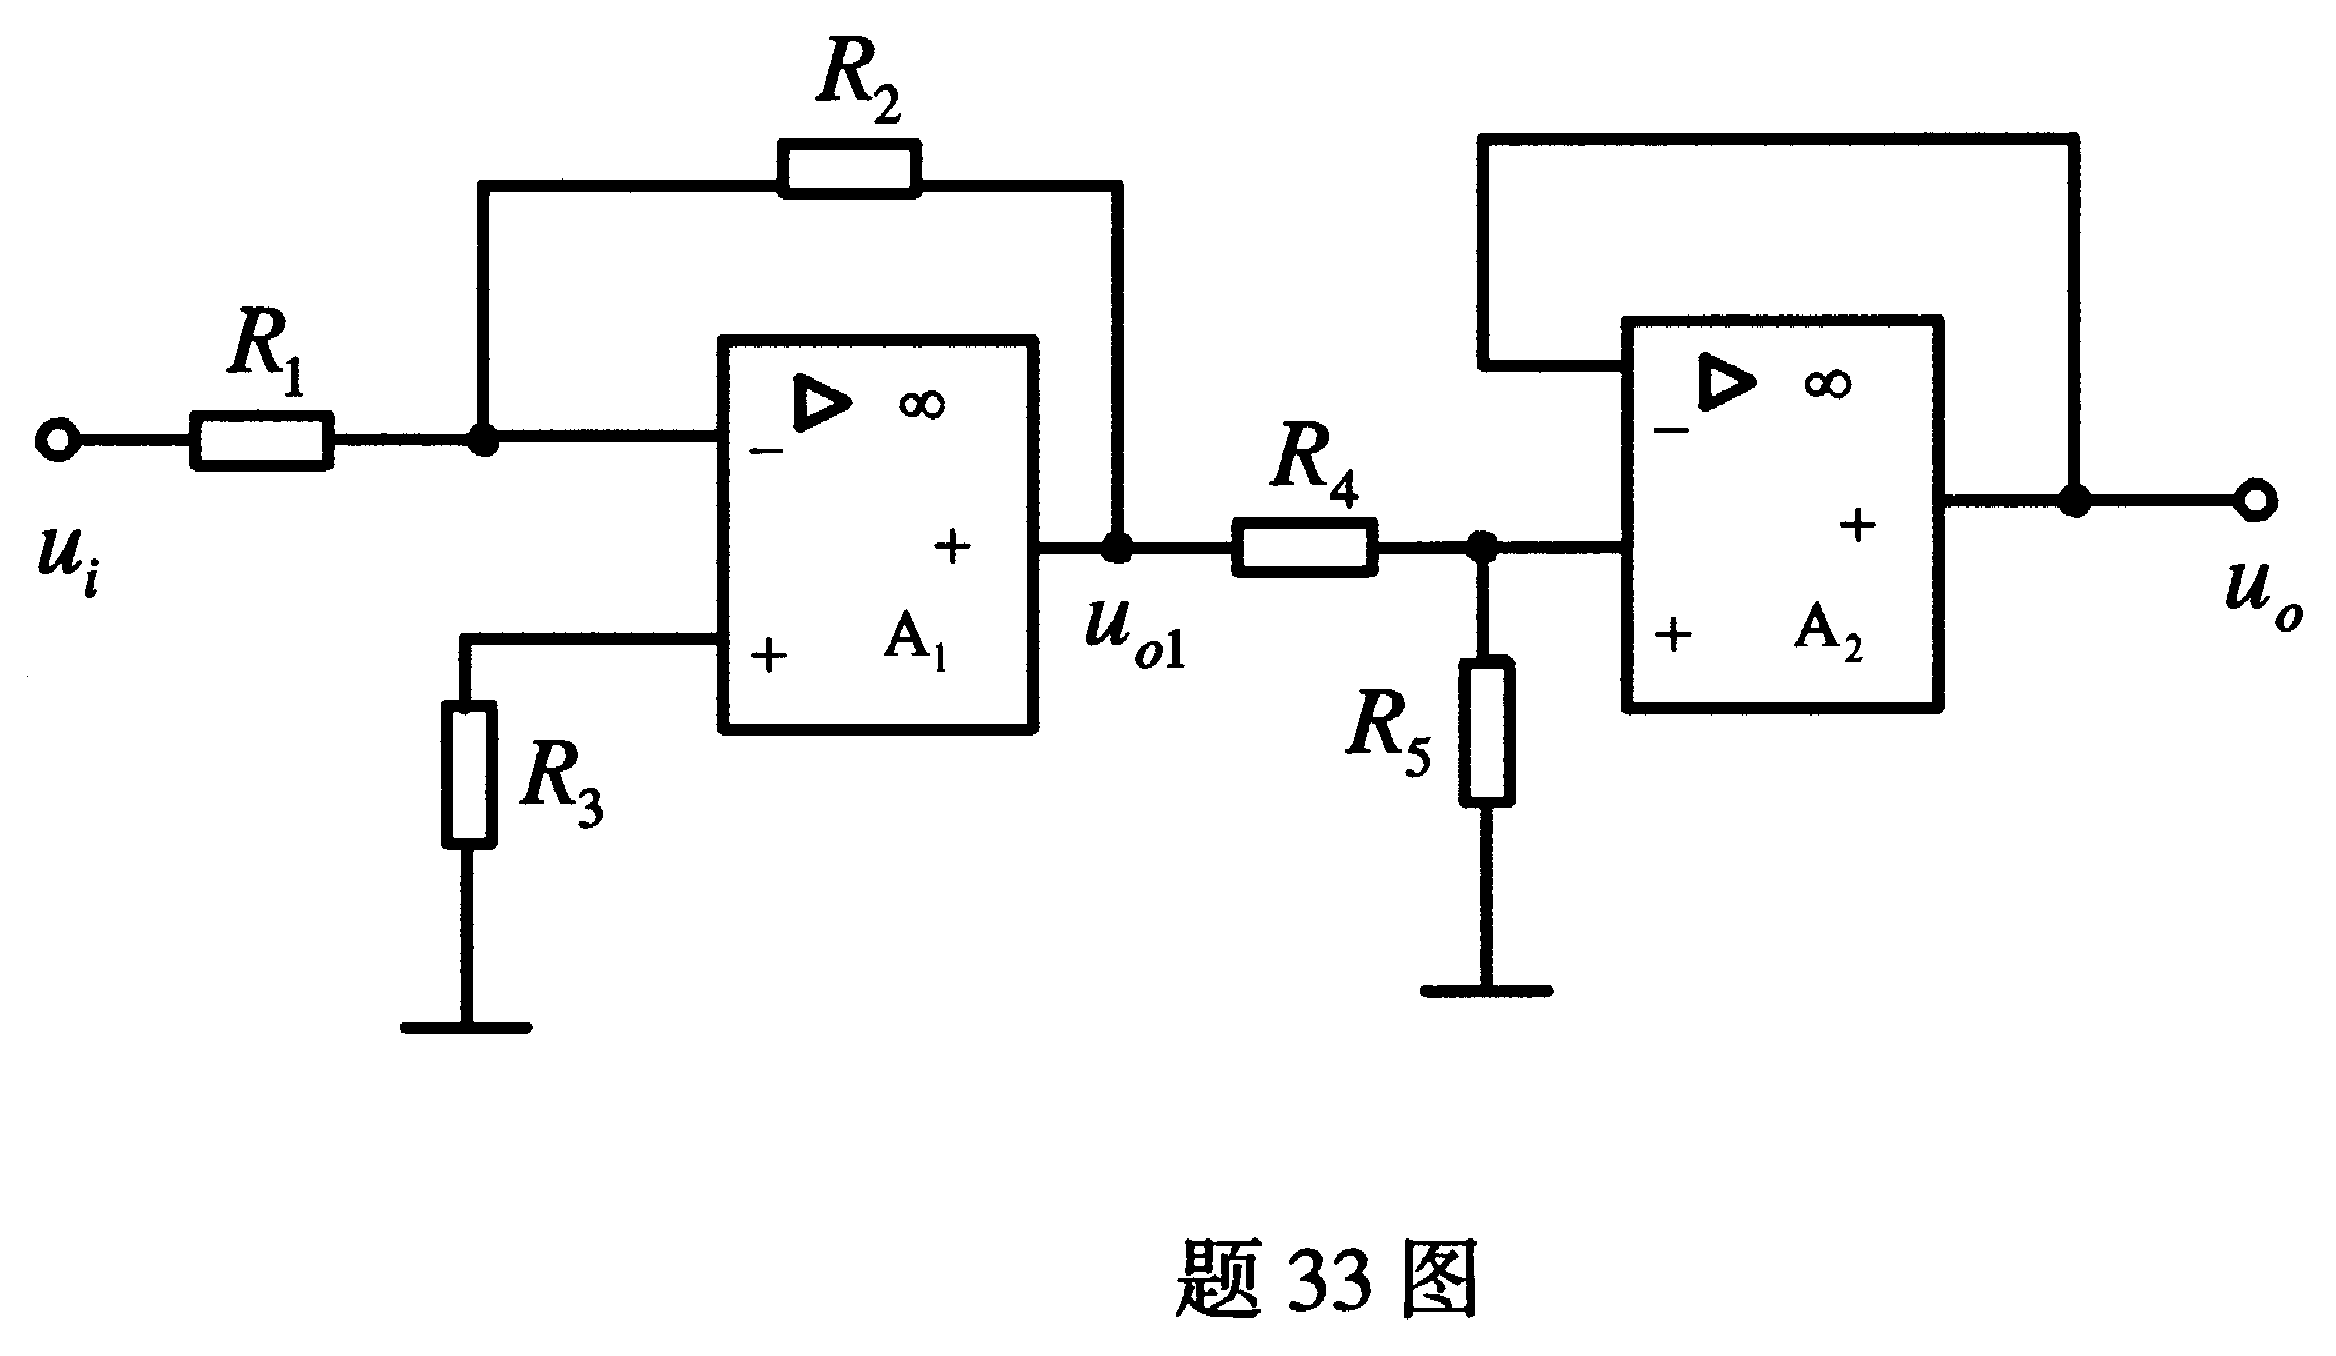 R2
R1
▷ ∞
▷ ∞
−
−
R4
ui
+
+
uo
A1
uo1
A2
+
+
R3
R5
题 33 图